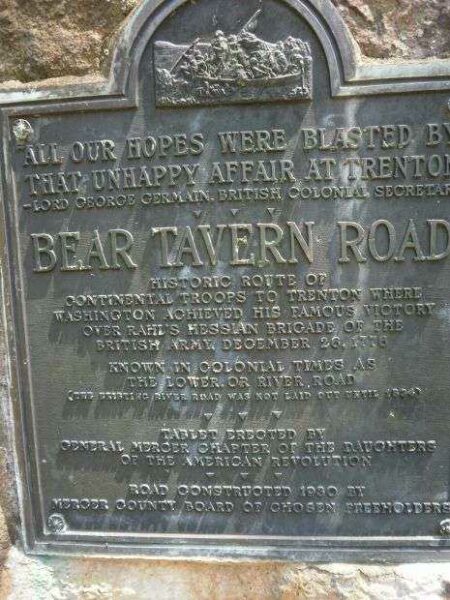 ALL OUR HOPES WERE BLASTED BY
THAT UNHAPPY AFFAIR AT TRENTON
-LORD GEORGE GERMAIN, BRITISH COLONIAL SECRETARY
BEAR TAVERN ROAD
HISTORIC ROUTE OF
CONTINENTAL TROOPS TO TRENTON WHERE
WASHINGTON ACHIEVED HIS FAMOUS VICTORY
OVER RAHL'S HESSIAN BRIGADE OF THE
BRITISH ARMY, DECEMBER 26, 1776
KNOWN IN COLONIAL TIMES AS
THE LOWER OR RIVER ROAD
(THE EXISTING RIVER ROAD WAS NOT LAID OUT UNTIL 1834)
TABLET ERECTED BY
GENERAL MERCER CHAPTER OF THE DAUGHTERS
OF THE AMERICAN REVOLUTION
ROAD CONSTRUCTED 1930 BY
MERCER COUNTY BOARD OF CHOSEN FREEHOLDERS